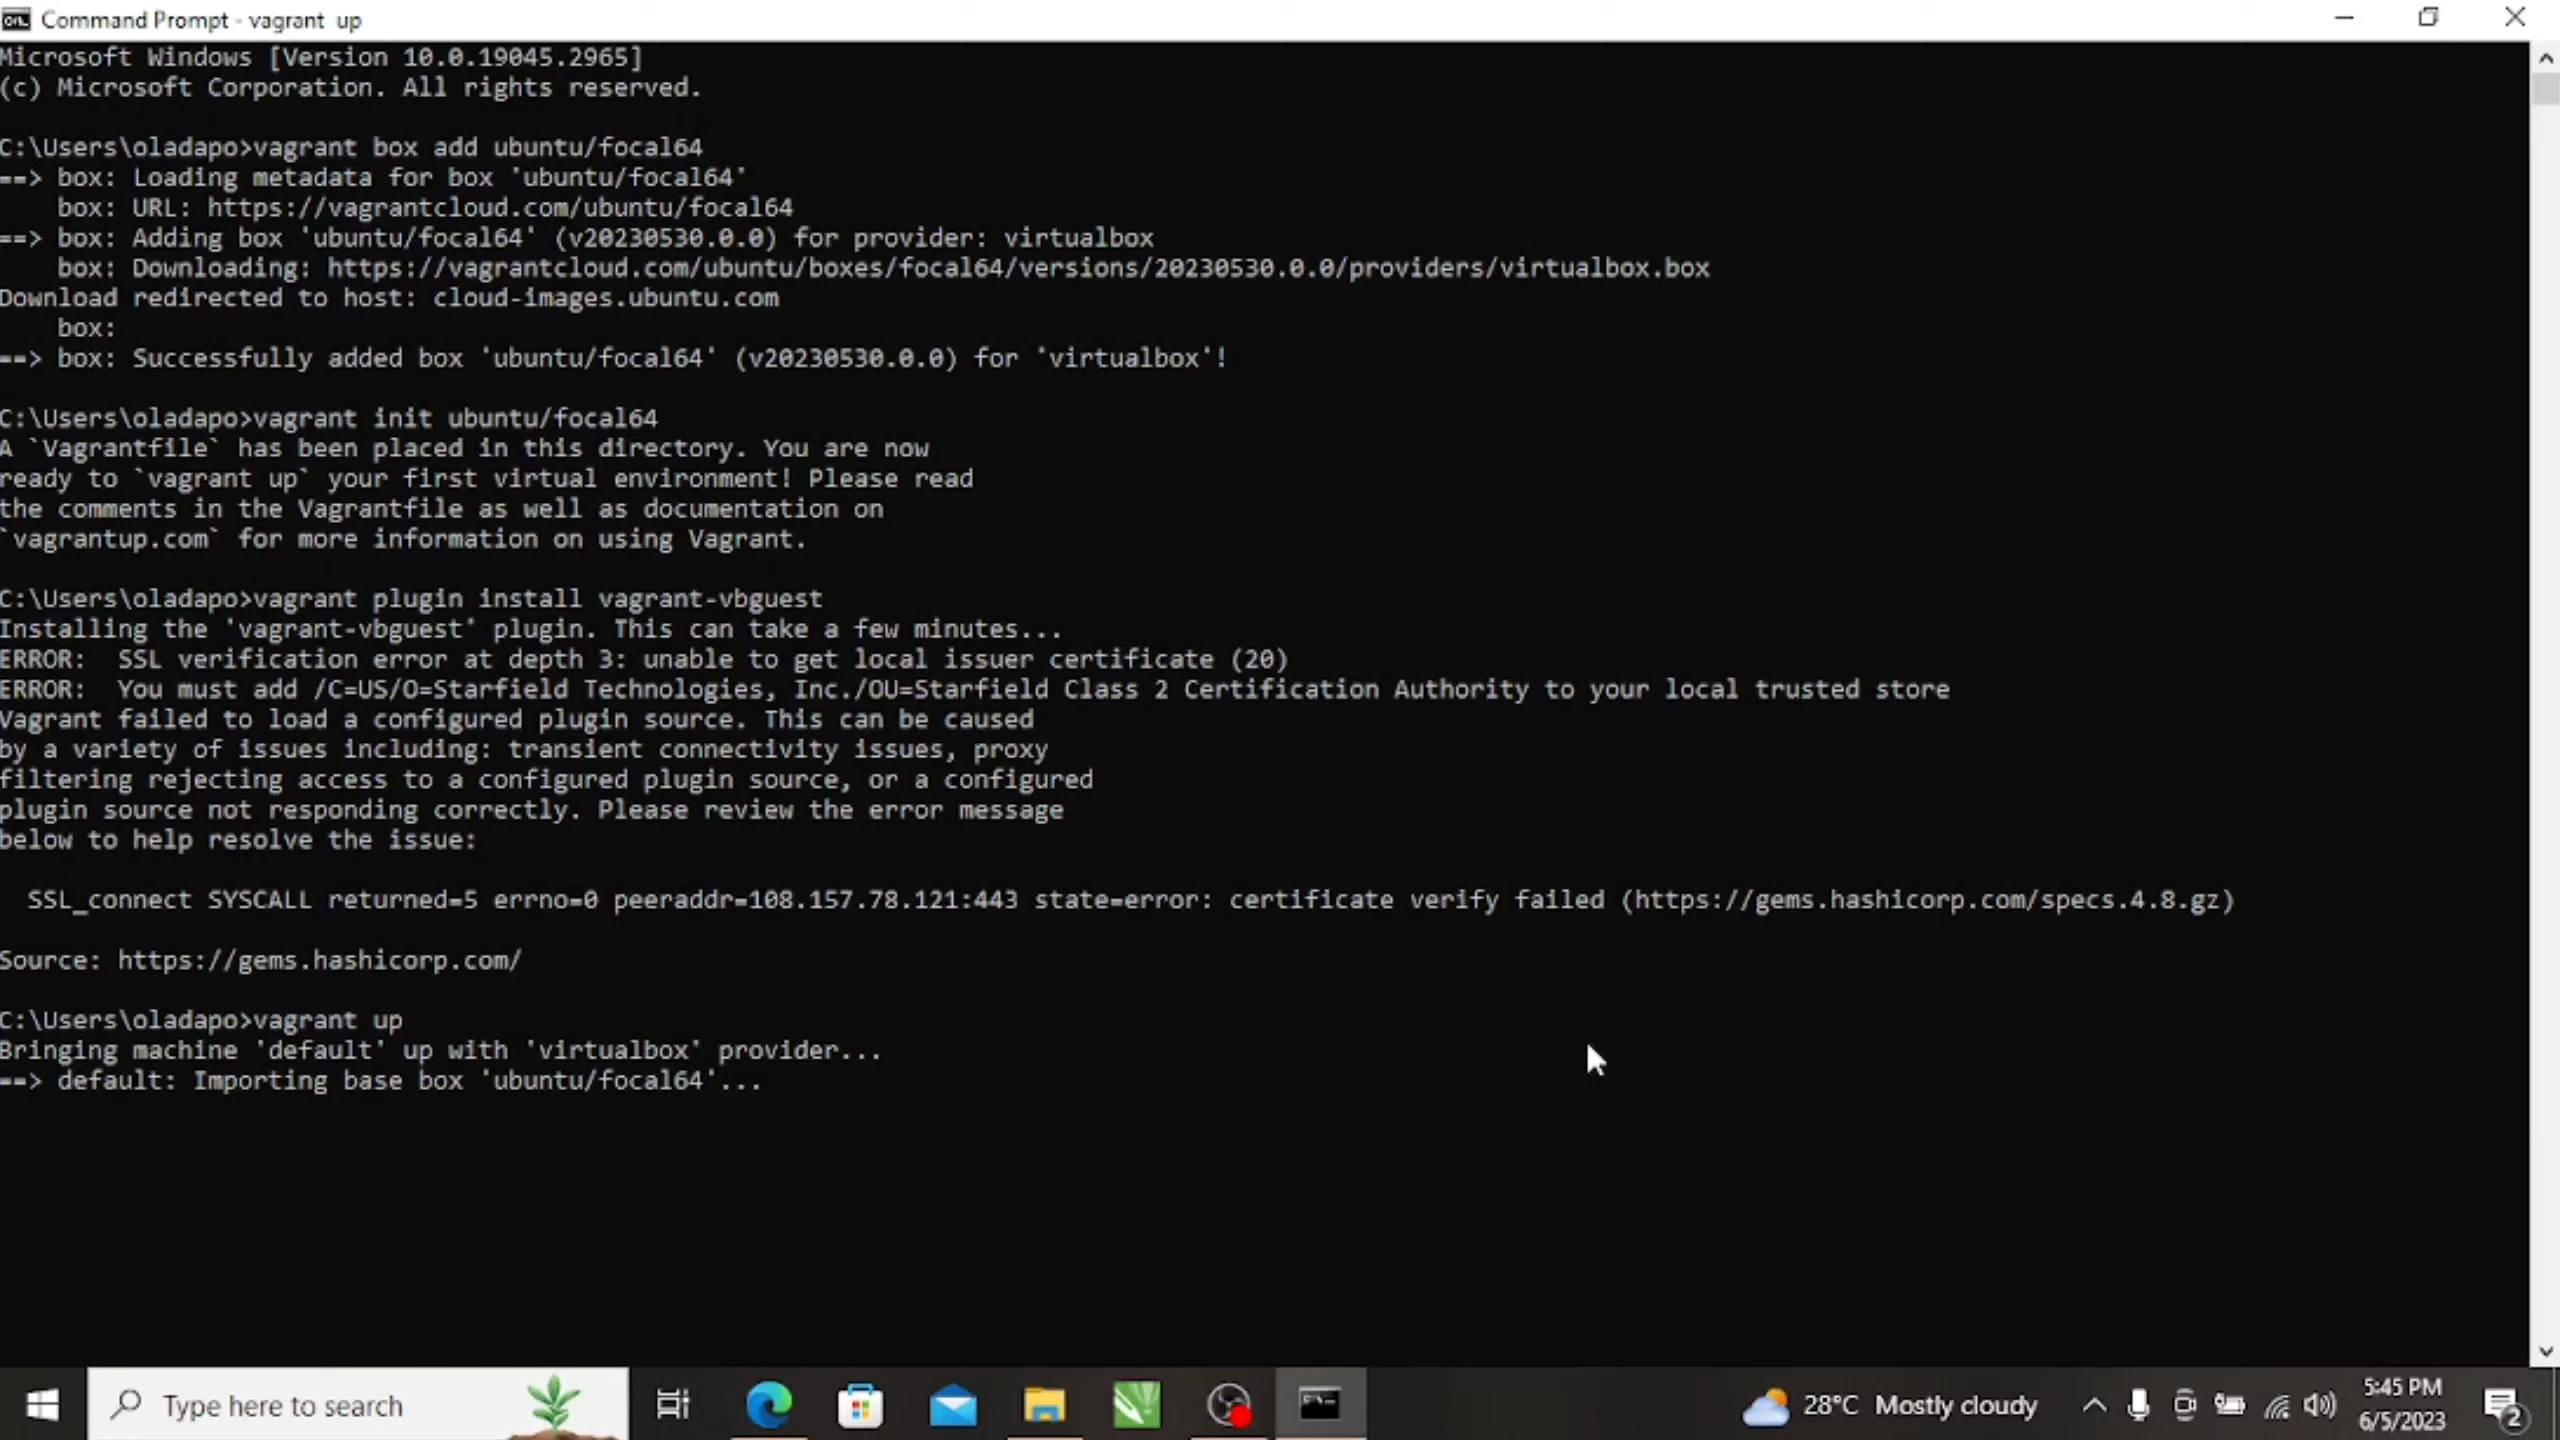 Command Prompt - vagrant  up
Microsoft Windows [Version 10.0.19045.2965]
(c) Microsoft Corporation. All rights reserved.
C:\Users\oladapo>vagrant box add ubuntu/focal64
==> box: Loading metadata for box 'ubuntu/focal64'
    box: URL: https://vagrantcloud.com/ubuntu/focal64
==> box: Adding box 'ubuntu/focal64' (v20230530.0.0) for provider: virtualbox
    box: Downloading: https://vagrantcloud.com/ubuntu/boxes/focal64/versions/20230530.0.0/providers/virtualbox.box
Download redirected to host: cloud-images.ubuntu.com
    box:
==> box: Successfully added box 'ubuntu/focal64' (v20230530.0.0) for 'virtualbox'!
C:\Users\oladapo>vagrant init ubuntu/focal64
A `Vagrantfile` has been placed in this directory. You are now
ready to `vagrant up` your first virtual environment! Please read
the comments in the Vagrantfile as well as documentation on
`vagrantup.com` for more information on using Vagrant.
C:\Users\oladapo>vagrant plugin install vagrant-vbguest
Installing the 'vagrant-vbguest' plugin. This can take a few minutes...
ERROR:  SSL verification error at depth 3: unable to get local issuer certificate (20)
ERROR:  You must add /C=US/O=Starfield Technologies, Inc./OU=Starfield Class 2 Certification Authority to your local trusted store
Vagrant failed to load a configured plugin source. This can be caused
by a variety of issues including: transient connectivity issues, proxy
filtering rejecting access to a configured plugin source, or a configured
plugin source not responding correctly. Please review the error message
below to help resolve the issue:
  SSL_connect SYSCALL returned=5 errno=0 peeraddr=108.157.78.121:443 state=error: certificate verify failed (https://gems.hashicorp.com/specs.4.8.gz)
Source: https://gems.hashicorp.com/
C:\Users\oladapo>vagrant up
Bringing machine 'default' up with 'virtualbox' provider...
==> default: Importing base box 'ubuntu/focal64'...
Type here to search
28°C  Mostly cloudy
5:45 PM
6/5/2023
2